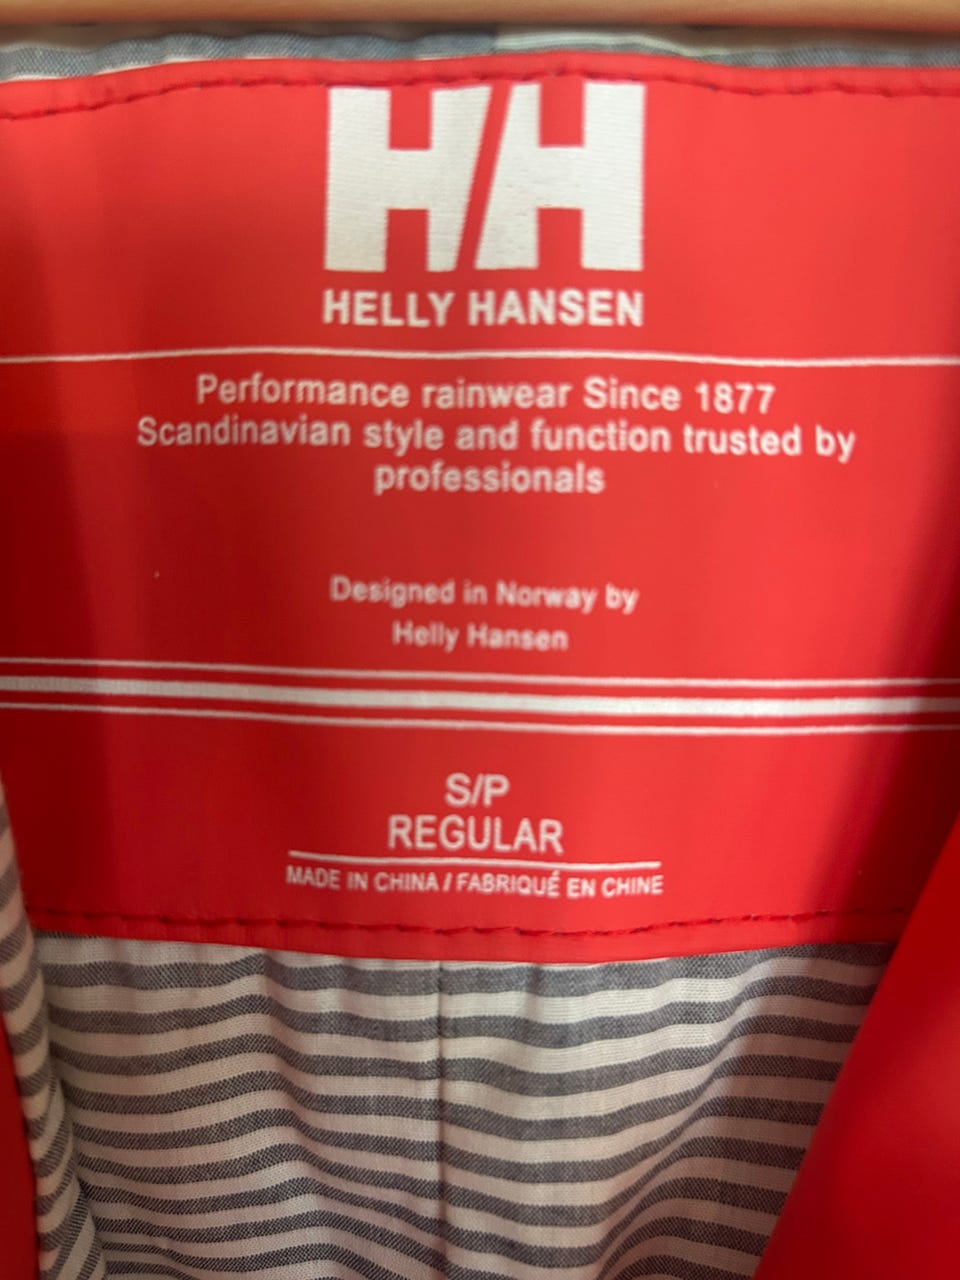 HH
HELLY HANSEN
Performance rainwear Since 1877
Scandinavian style and function trusted by
professionals
Designed in Norway by
Helly Hansen
S/P
REGULAR
MADE IN CHINA / FABRIQUÉ EN CHINE